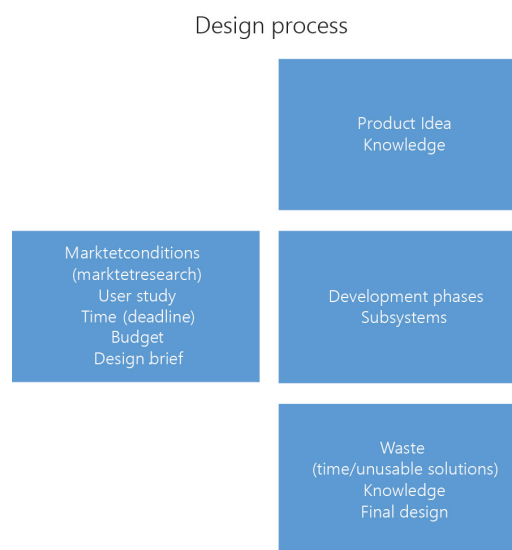 Design process
Product Idea
Knowledge
Marktetconditions
(marktetresearch)
User study
Time (deadline)
Budget
Design brief
Development phases
Subsystems
Waste
(time/unusable solutions)
Knowledge
Final design